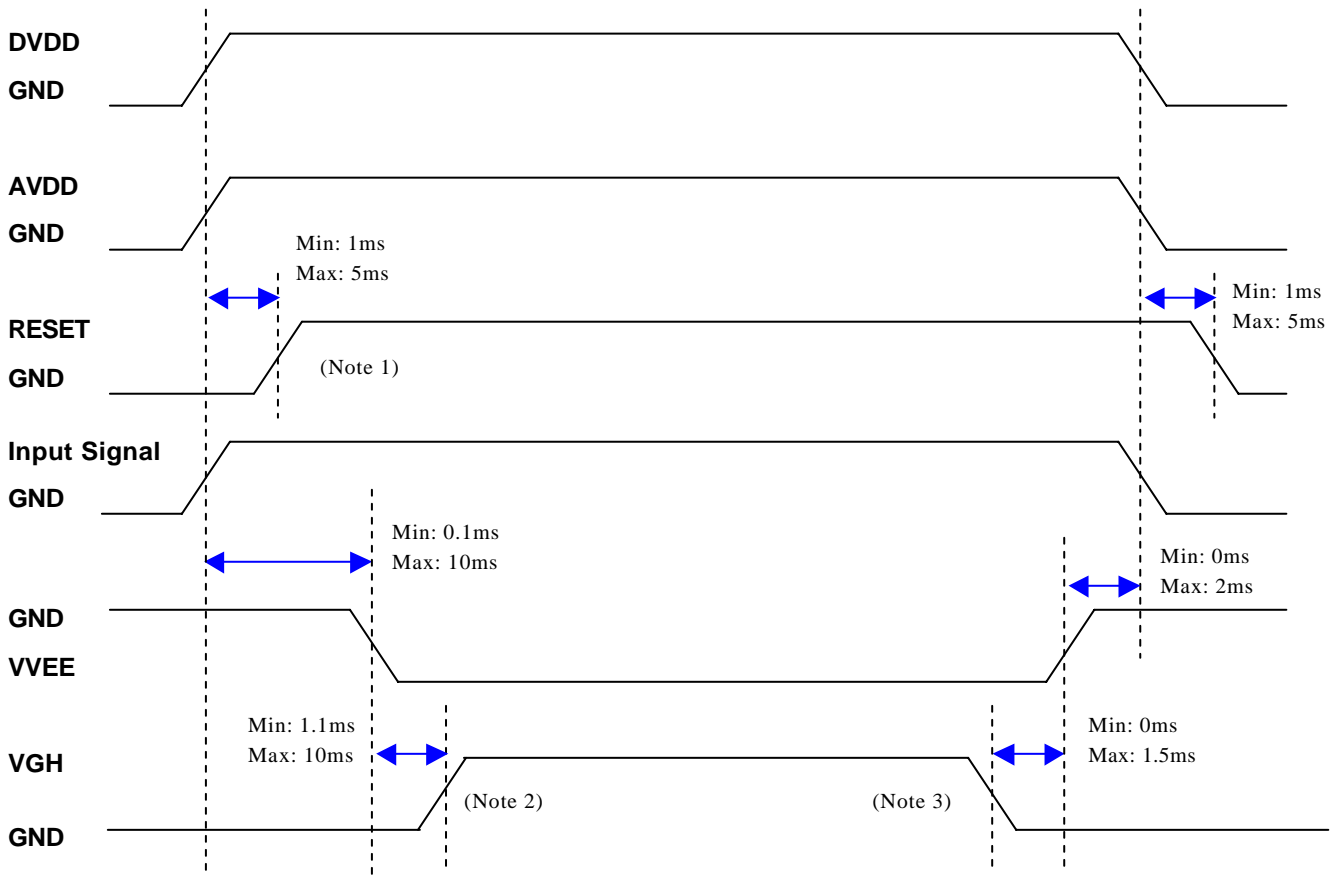 DVDD
GND
AVDD
GND
Min: 1ms
Max: 5ms
Min: 1ms
Max: 5ms
RESET
GND
(Note 1)
Input Signal
GND
Min: 0.1ms
Max: 10ms
Min: 0ms
Max: 2ms
GND
VVEE
Min: 1.1ms
Max: 10ms
Min: 0ms
Max: 1.5ms
VGH
(Note 2)
(Note 3)
GND